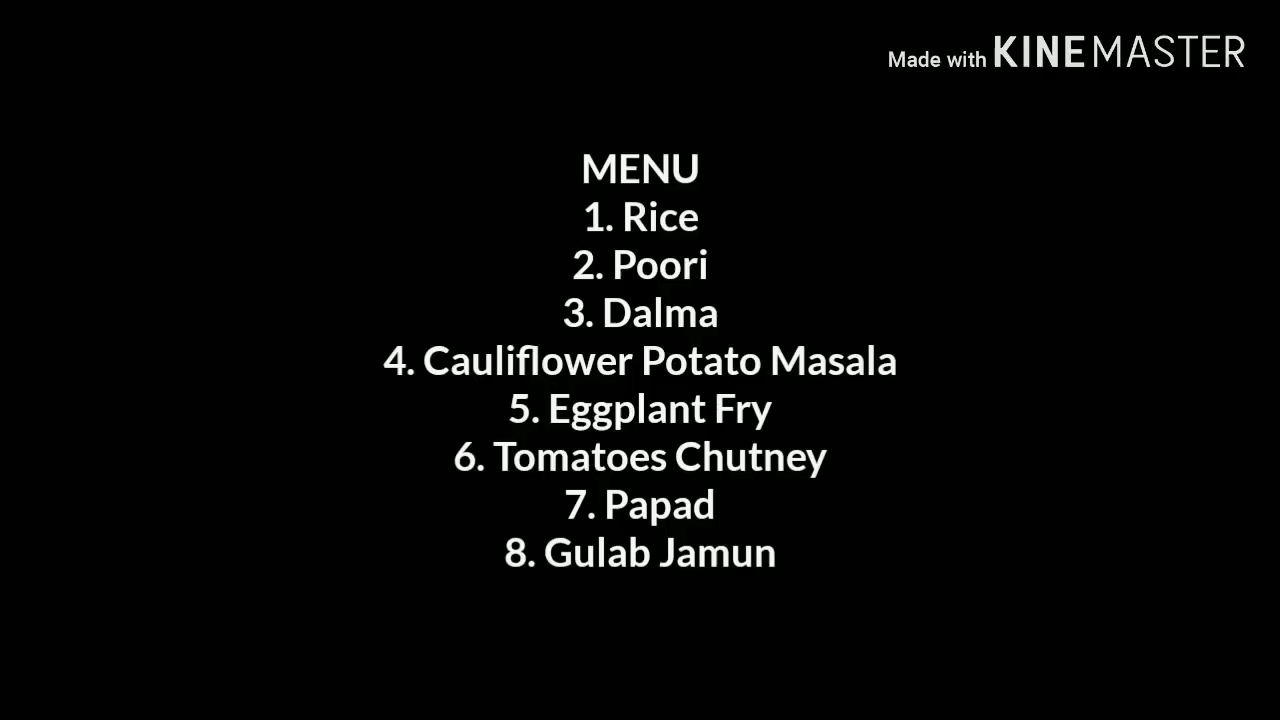 Made with KINEMASTER
MENU
1. Rice
2. Poori
3. Dalma
4. Cauliflower Potato Masala
5. Eggplant Fry
6. Tomatoes Chutney
7. Papad
8. Gulab Jamun